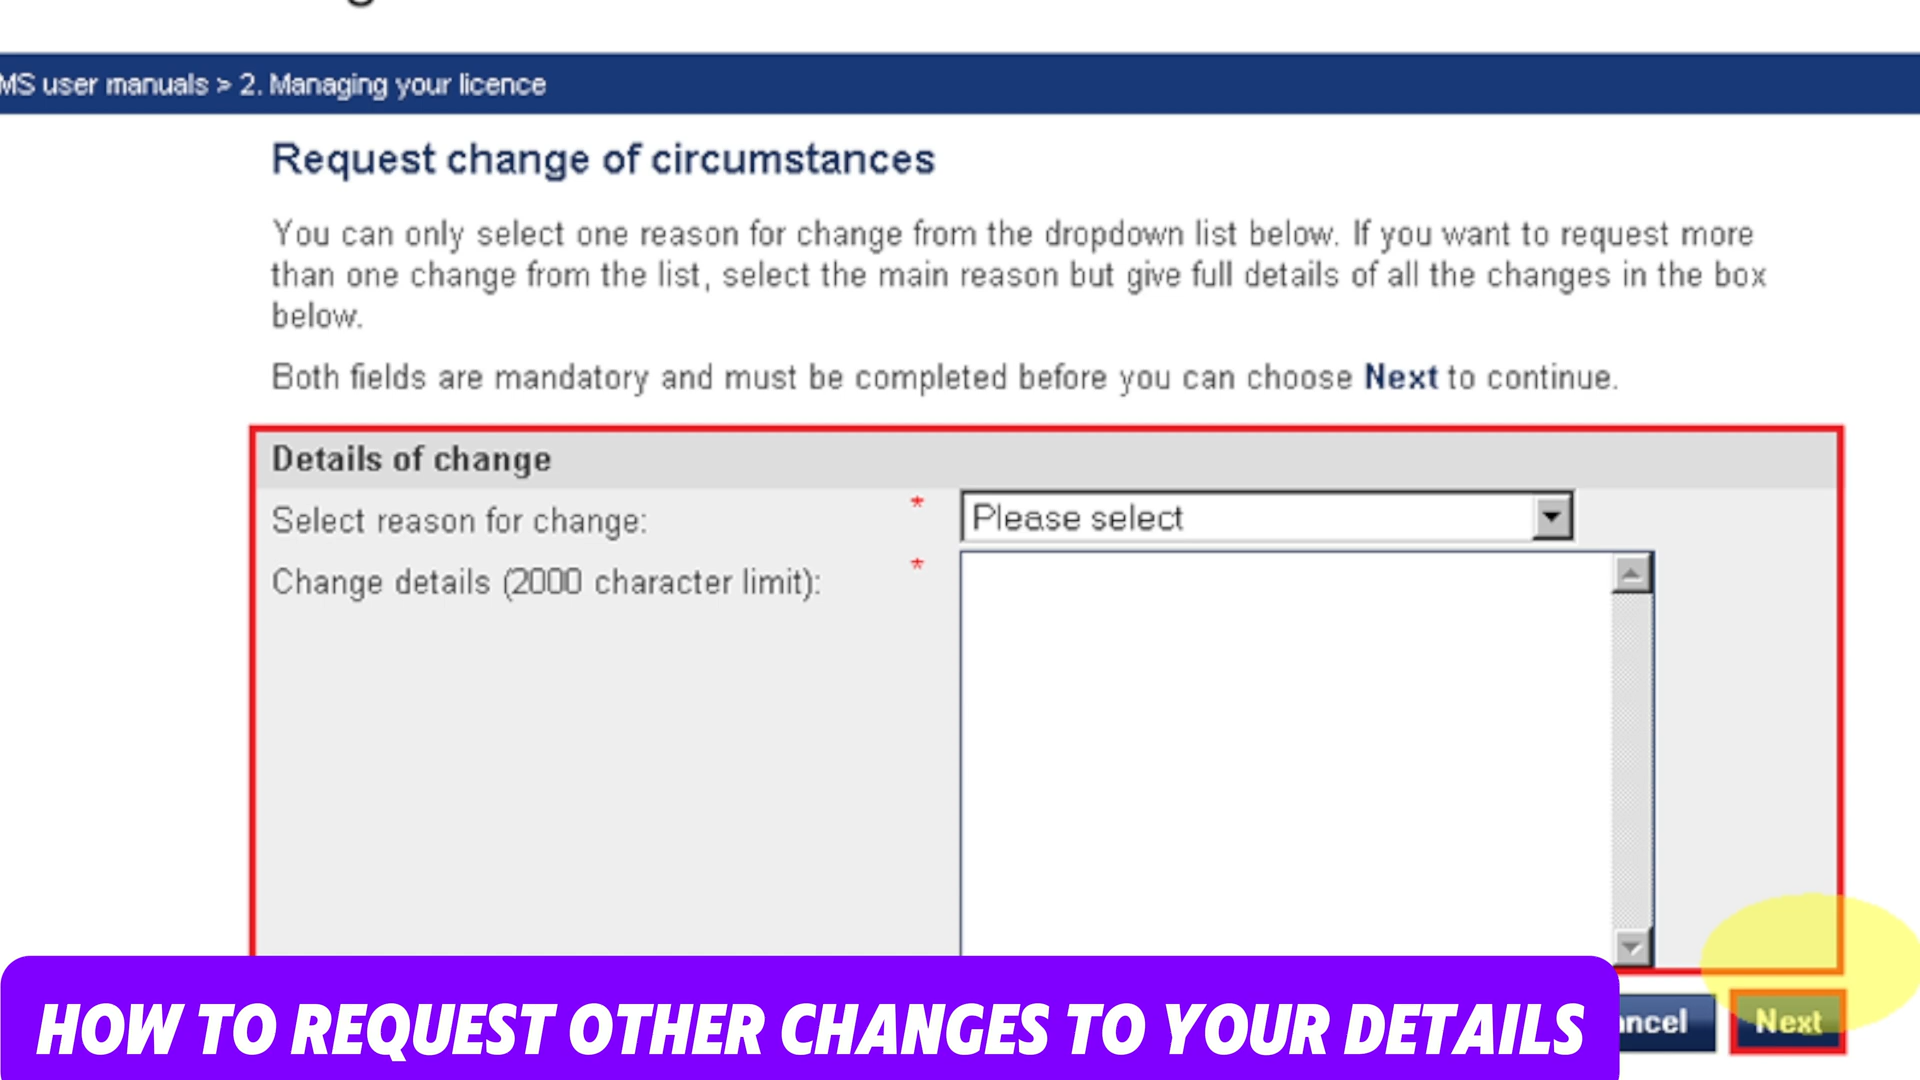 MS user manuals > 2. Managing your licence
Request change of circumstances
You can only select one reason for change from the dropdown list below. If you want to request more
than one change from the list, select the main reason but give full details of all the changes in the box
below.
Both fields are mandatory and must be completed before you can choose Next to continue.
Details of change
Select reason for change: * Please select
Change details (2000 character limit): *
ncel Next
HOW TO REQUEST OTHER CHANGES TO YOUR DETAILS